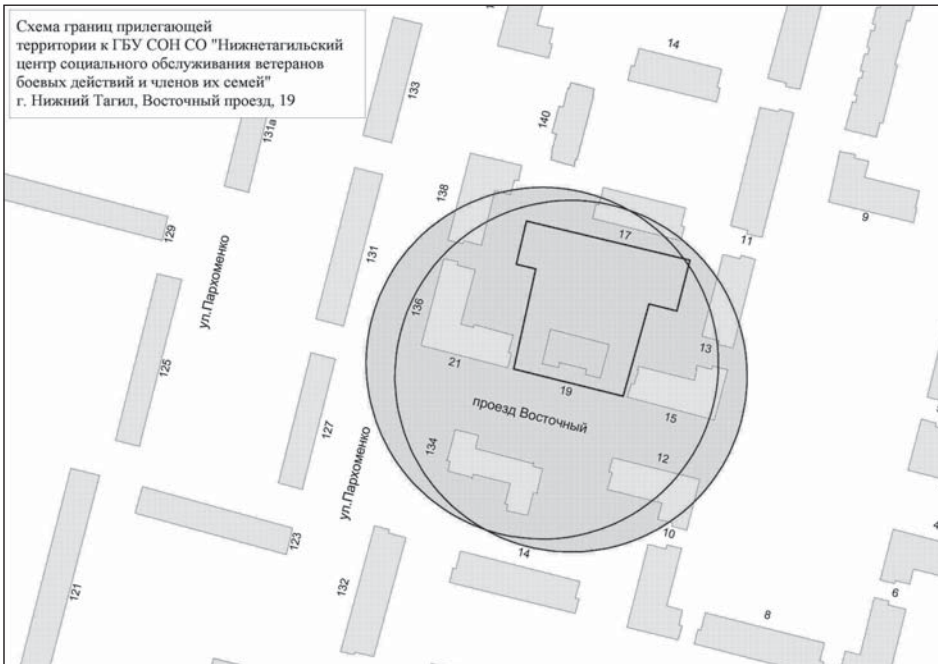 Схема границ прилегающей
территории к ГБУ СОН СО "Нижнетагильский
центр социального обслуживания ветеранов
боевых действий и членов их семей"
г. Нижний Тагил, Восточный проезд, 19
14
133
140
131а
138
9
129
17
11
131
ул.Пархоменко
136
13
21
125
19
15
проезд Восточный
127
134
12
ул.Пархоменко
10
123
14
4
132
121
6
8